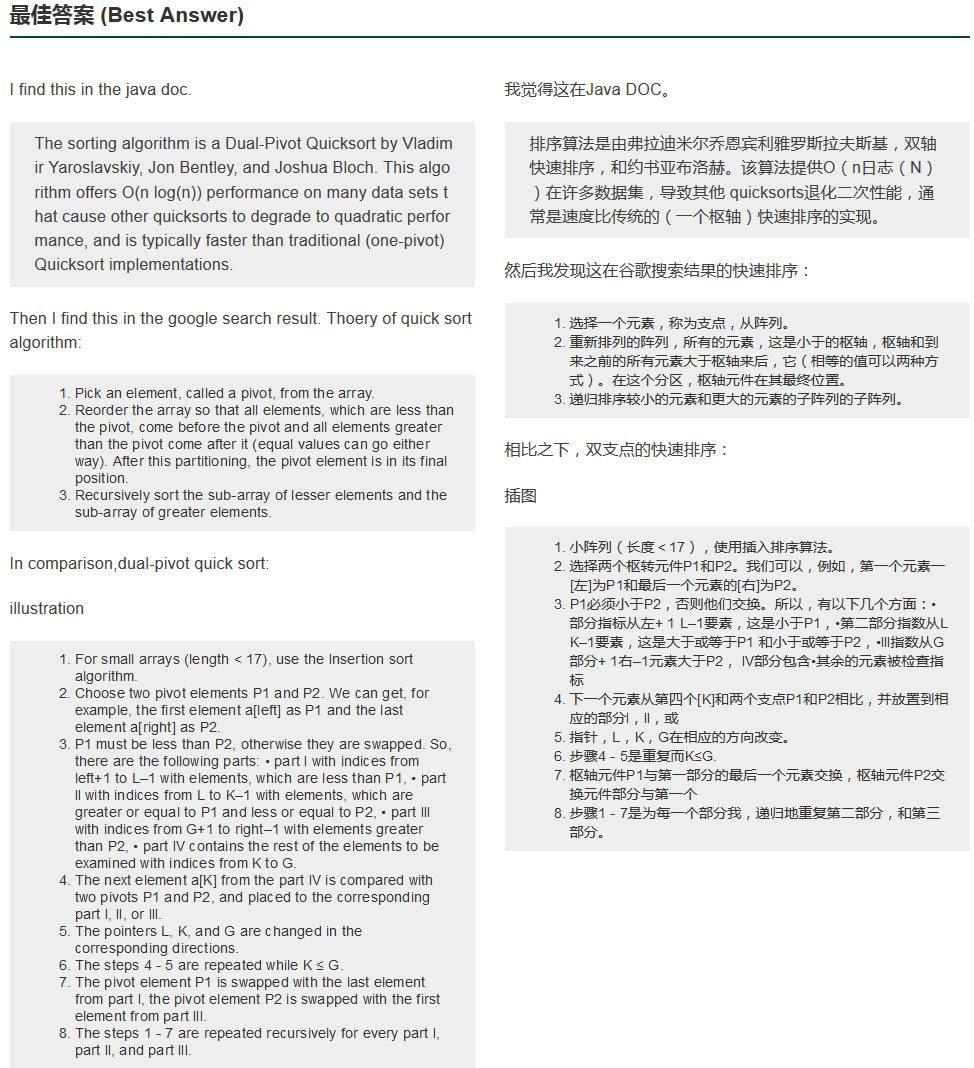 最佳答案 (Best Answer)
I find this in the java doc.
The sorting algorithm is a Dual-Pivot Quicksort by Vladim
ir Yaroslavskiy, Jon Bentley, and Joshua Bloch. This algo
rithm offers O(n log(n)) performance on many data sets t
hat cause other quicksorts to degrade to quadratic perfor
mance, and is typically faster than traditional (one-pivot)
Quicksort implementations.
Then I find this in the google search result. Thoery of quick sort
algorithm:
1. Pick an element, called a pivot, from the array.
2. Reorder the array so that all elements, which are less than
the pivot, come before the pivot and all elements greater
than the pivot come after it (equal values can go either
way). After this partitioning, the pivot element is in its final
position.
3. Recursively sort the sub-array of lesser elements and the
sub-array of greater elements.
In comparison,dual-pivot quick sort:
illustration
1. For small arrays (length < 17), use the Insertion sort
algorithm.
2. Choose two pivot elements P1 and P2. We can get, for
example, the first element a[left] as P1 and the last
element a[right] as P2.
3. P1 must be less than P2, otherwise they are swapped. So,
there are the following parts: • part I with indices from
left+1 to L–1 with elements, which are less than P1, • part
II with indices from L to K–1 with elements, which are
greater or equal to P1 and less or equal to P2, • part III
with indices from G+1 to right–1 with elements greater
than P2, • part IV contains the rest of the elements to be
examined with indices from K to G.
4. The next element a[K] from the part IV is compared with
two pivots P1 and P2, and placed to the corresponding
part I, II, or III.
5. The pointers L, K, and G are changed in the
corresponding directions.
6. The steps 4 - 5 are repeated while K ≤ G.
7. The pivot element P1 is swapped with the last element
from part I, the pivot element P2 is swapped with the first
element from part III.
8. The steps 1 - 7 are repeated recursively for every part I,
part II, and part III.
我觉得这在Java DOC。
排序算法是由弗拉迪米尔乔恩宾利雅罗斯拉夫斯基，双轴
快速排序，和约书亚布洛赫。该算法提供O（n日志（N）
）在许多数据集，导致其他 quicksorts退化二次性能，通
常是速度比传统的（一个枢轴）快速排序的实现。
然后我发现这在谷歌搜索结果的快速排序：
1. 选择一个元素，称为支点，从阵列。
2. 重新排列的阵列，所有的元素，这是小于的枢轴，枢轴和到
来之前的所有元素大于枢轴来后，它（相等的值可以两种方
式）。在这个分区，枢轴元件在其最终位置。
3. 递归排序较小的元素和更大的元素的子阵列的子阵列。
相比之下，双支点的快速排序：
插图
1. 小阵列（长度＜17），使用插入排序算法。
2. 选择两个枢转元件P1和P2。我们可以，例如，第一个元素一
[左]为P1和最后一个元素的[右]为P2。
3. P1必须小于P2，否则他们交换。所以，有以下几个方面：•
部分指标从左+ 1 L–1要素，这是小于P1，•第二部分指数从L
K–1要素，这是大于或等于P1 和小于或等于P2，•III指数从G
部分+ 1右–1元素大于P2， IV部分包含•其余的元素被检查指
标
4. 下一个元素从第四个[K]和两个支点P1和P2相比，并放置到相
应的部分I，II，或
5. 指针，L，K，G在相应的方向改变。
6. 步骤4 - 5是重复而K≤G.
7. 枢轴元件P1与第一部分的最后一个元素交换，枢轴元件P2交
换元件部分与第一个
8. 步骤1 - 7是为每一个部分我，递归地重复第二部分，和第三
部分。